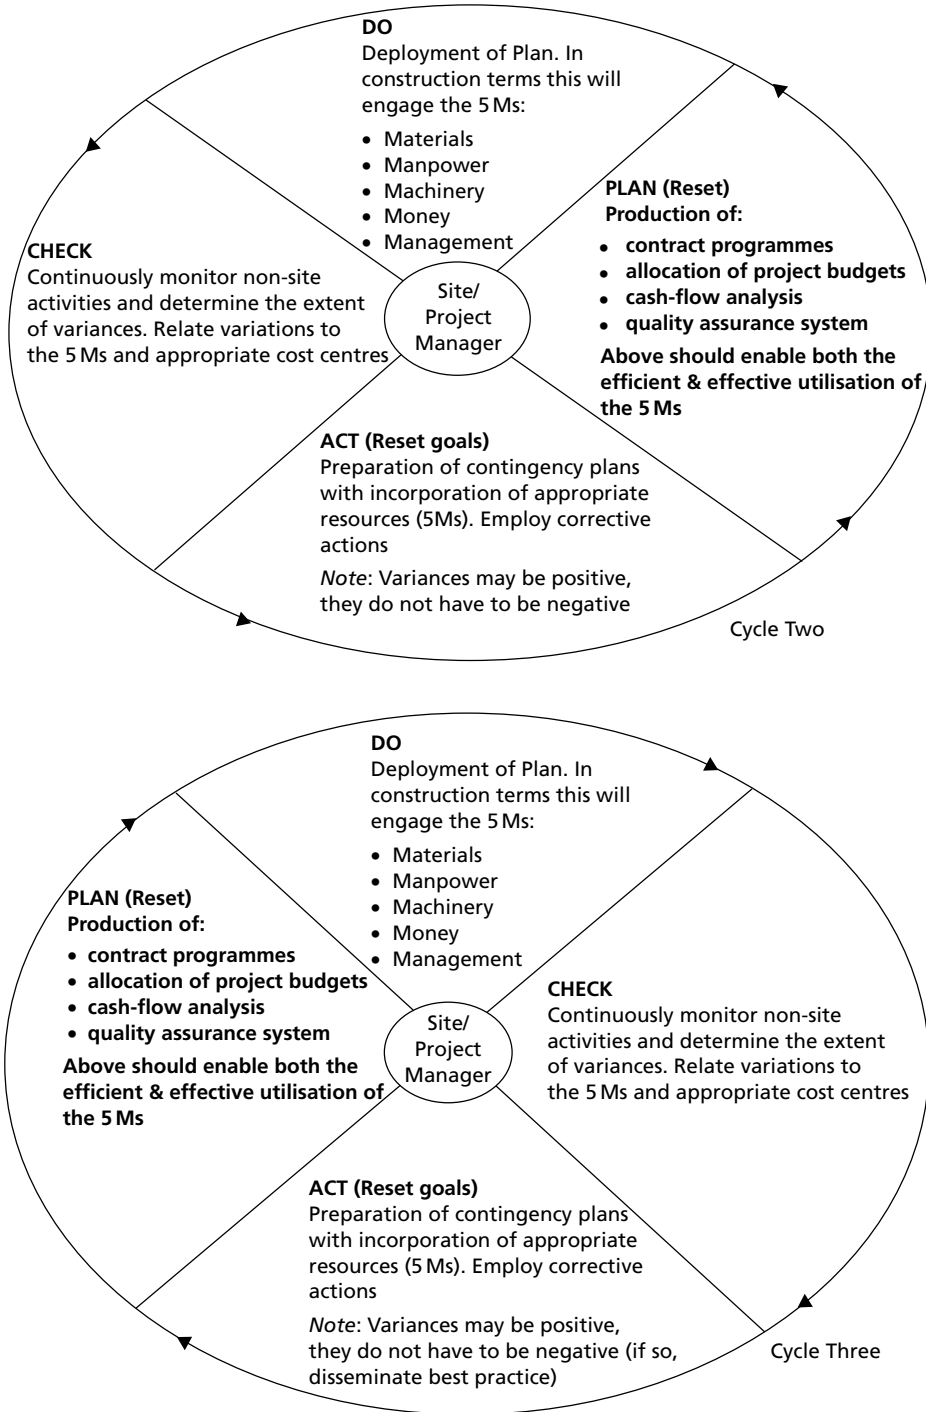 DO
Deployment of Plan. In
construction terms this will
engage the 5 Ms:
• Materials
• Manpower
• Machinery
• Money
• Management
PLAN (Reset)
Production of:
• contract programmes
• allocation of project budgets
• cash-flow analysis
• quality assurance system
Above should enable both the
efficient & effective utilisation of
the 5 Ms
CHECK
Continuously monitor non-site
activities and determine the extent
of variances. Relate variations to
the 5 Ms and appropriate cost centres
Site/
Project
Manager
ACT (Reset goals)
Preparation of contingency plans
with incorporation of appropriate
resources (5Ms). Employ corrective
actions
Note: Variances may be positive,
they do not have to be negative
Cycle Two
DO
Deployment of Plan. In
construction terms this will
engage the 5 Ms:
• Materials
• Manpower
• Machinery
• Money
• Management
PLAN (Reset)
Production of:
• contract programmes
• allocation of project budgets
• cash-flow analysis
• quality assurance system
Above should enable both the
efficient & effective utilisation of
the 5 Ms
Site/
Project
Manager
CHECK
Continuously monitor non-site
activities and determine the extent
of variances. Relate variations to
the 5 Ms and appropriate cost centres
ACT (Reset goals)
Preparation of contingency plans
with incorporation of appropriate
resources (5 Ms). Employ corrective
actions
Note: Variances may be positive,
they do not have to be negative (if so,
disseminate best practice)
Cycle Three